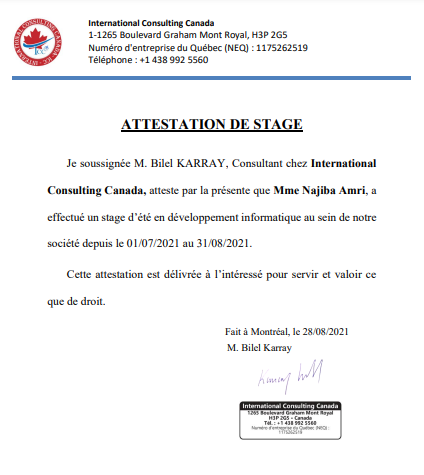 INTERNATIONAL CONSULTING CANADA ICC
International Consulting Canada
1-1265 Boulevard Graham Mont Royal, H3P 2G5
Numéro d'entreprise du Québec (NEQ) : 1175262519
Téléphone : +1 438 992 5560
ATTESTATION DE STAGE
Je soussignée M. Bilel KARRAY, Consultant chez International
Consulting Canada, atteste par la présente que Mme Najiba Amri, a
effectué un stage d'été en développement informatique au sein de notre
société depuis le 01/07/2021 au 31/08/2021.
Cette attestation est délivrée à l'intéressé pour servir et valoir ce
que de droit.
Fait à Montréal, le 28/08/2021
M. Bilel Karray
International Consulting Canada
1265 Boulevard Graham Mont Royal
H3P 2G5 - Canada
Tél. : +1 438 992 5560
Numéro d'entreprise du Québec (NEQ) :
1175262519